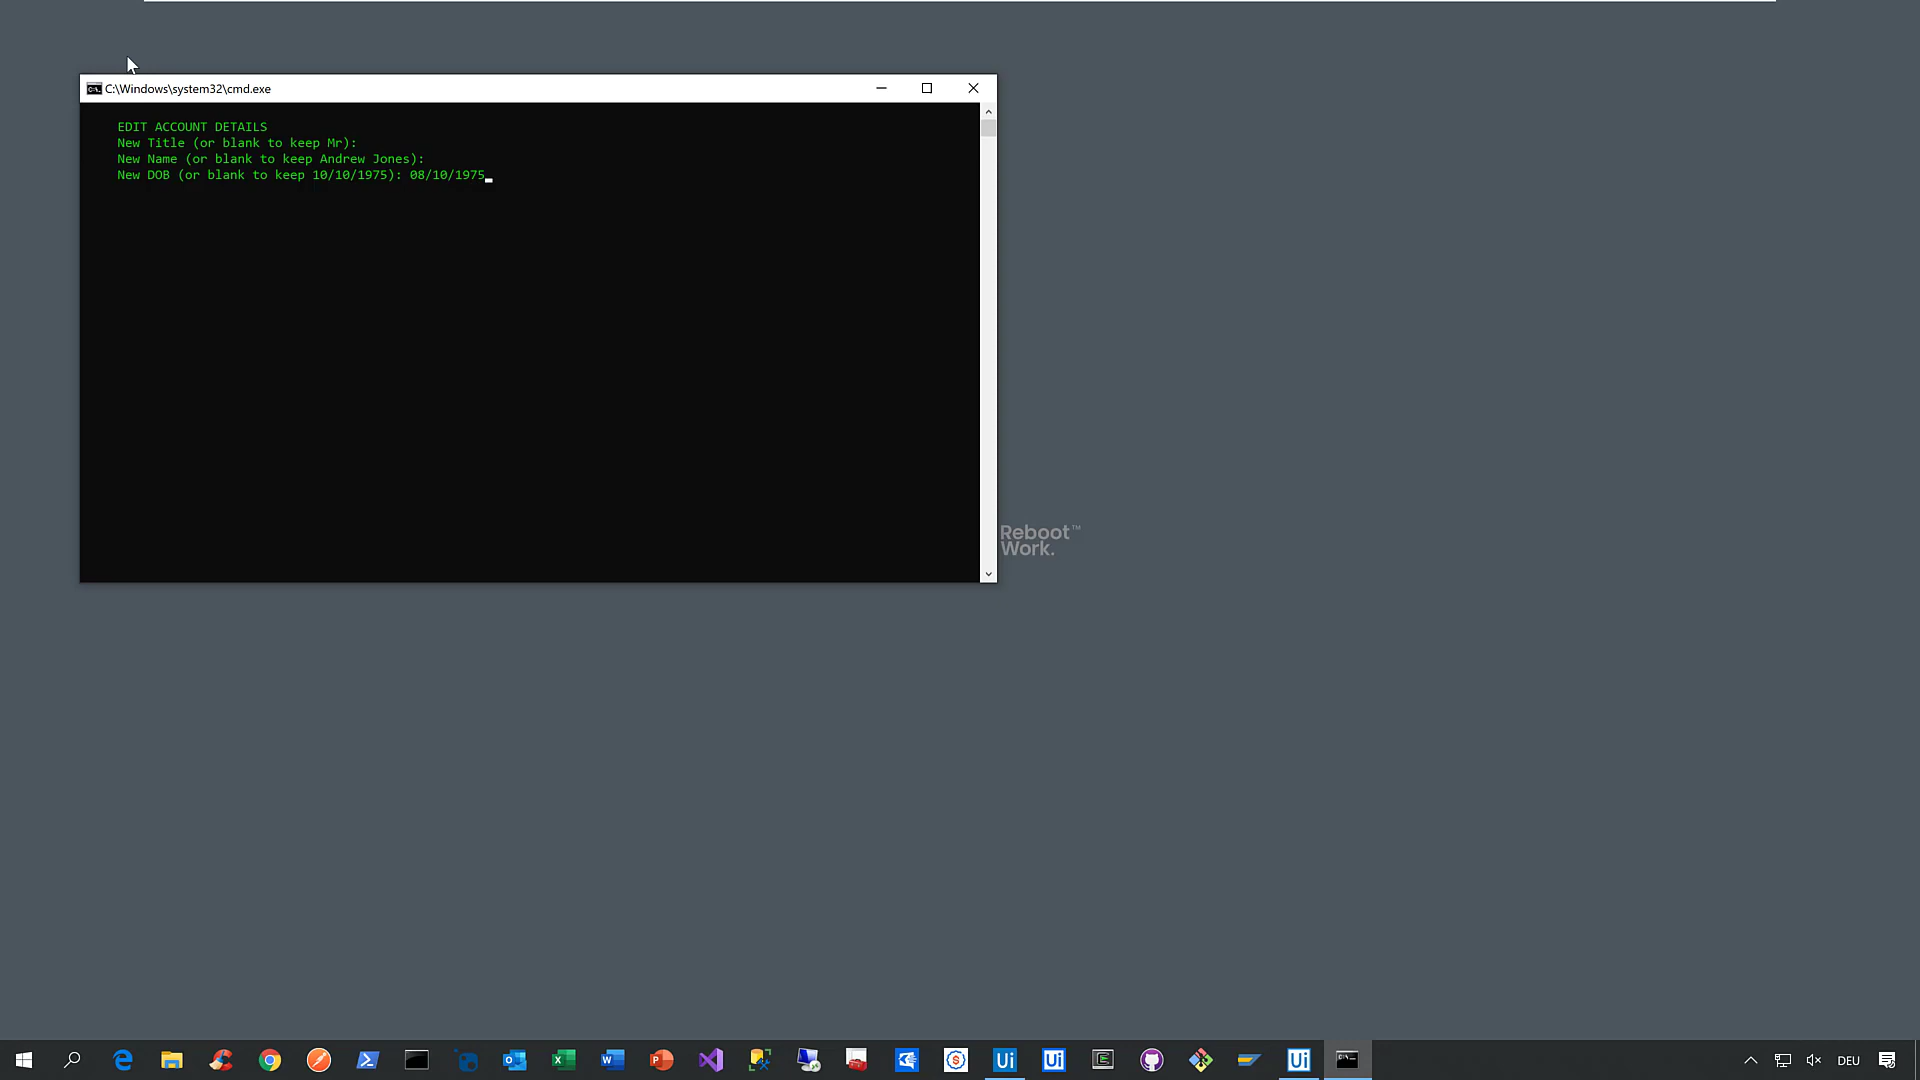 C:\Windows\system32\cmd.exe
EDIT ACCOUNT DETAILS
New Title (or blank to keep Mr):
New Name (or blank to keep Andrew Jones):
New DOB (or blank to keep 10/10/1975): 08/10/1975
Reboot™
Work.
DEU